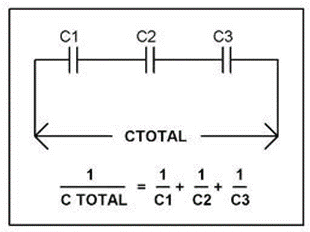 C1 C2 C3
CTOTAL
1/C TOTAL = 1/C1 + 1/C2 + 1/C3